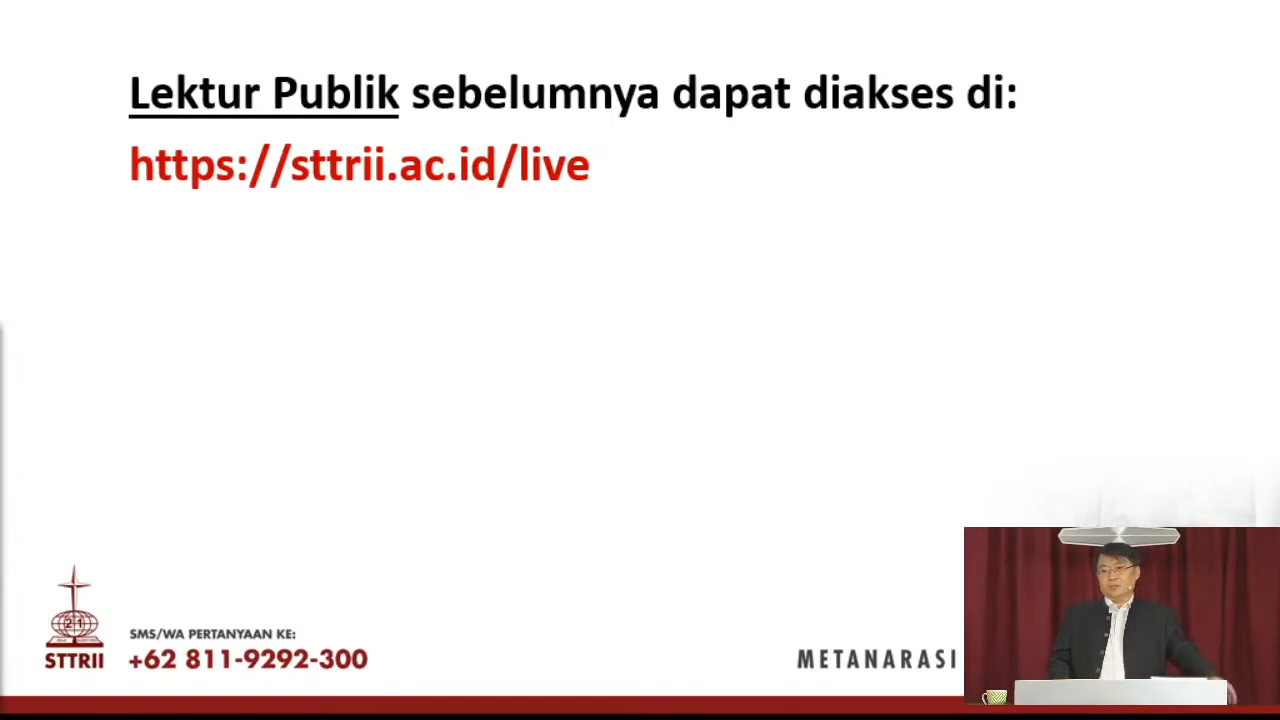 Lektur Publik sebelumnya dapat diakses di:
https://sttrii.ac.id/live
21
STTRII
SMS/WA PERTANYAAN KE:
+62 811-9292-300
METANARASI